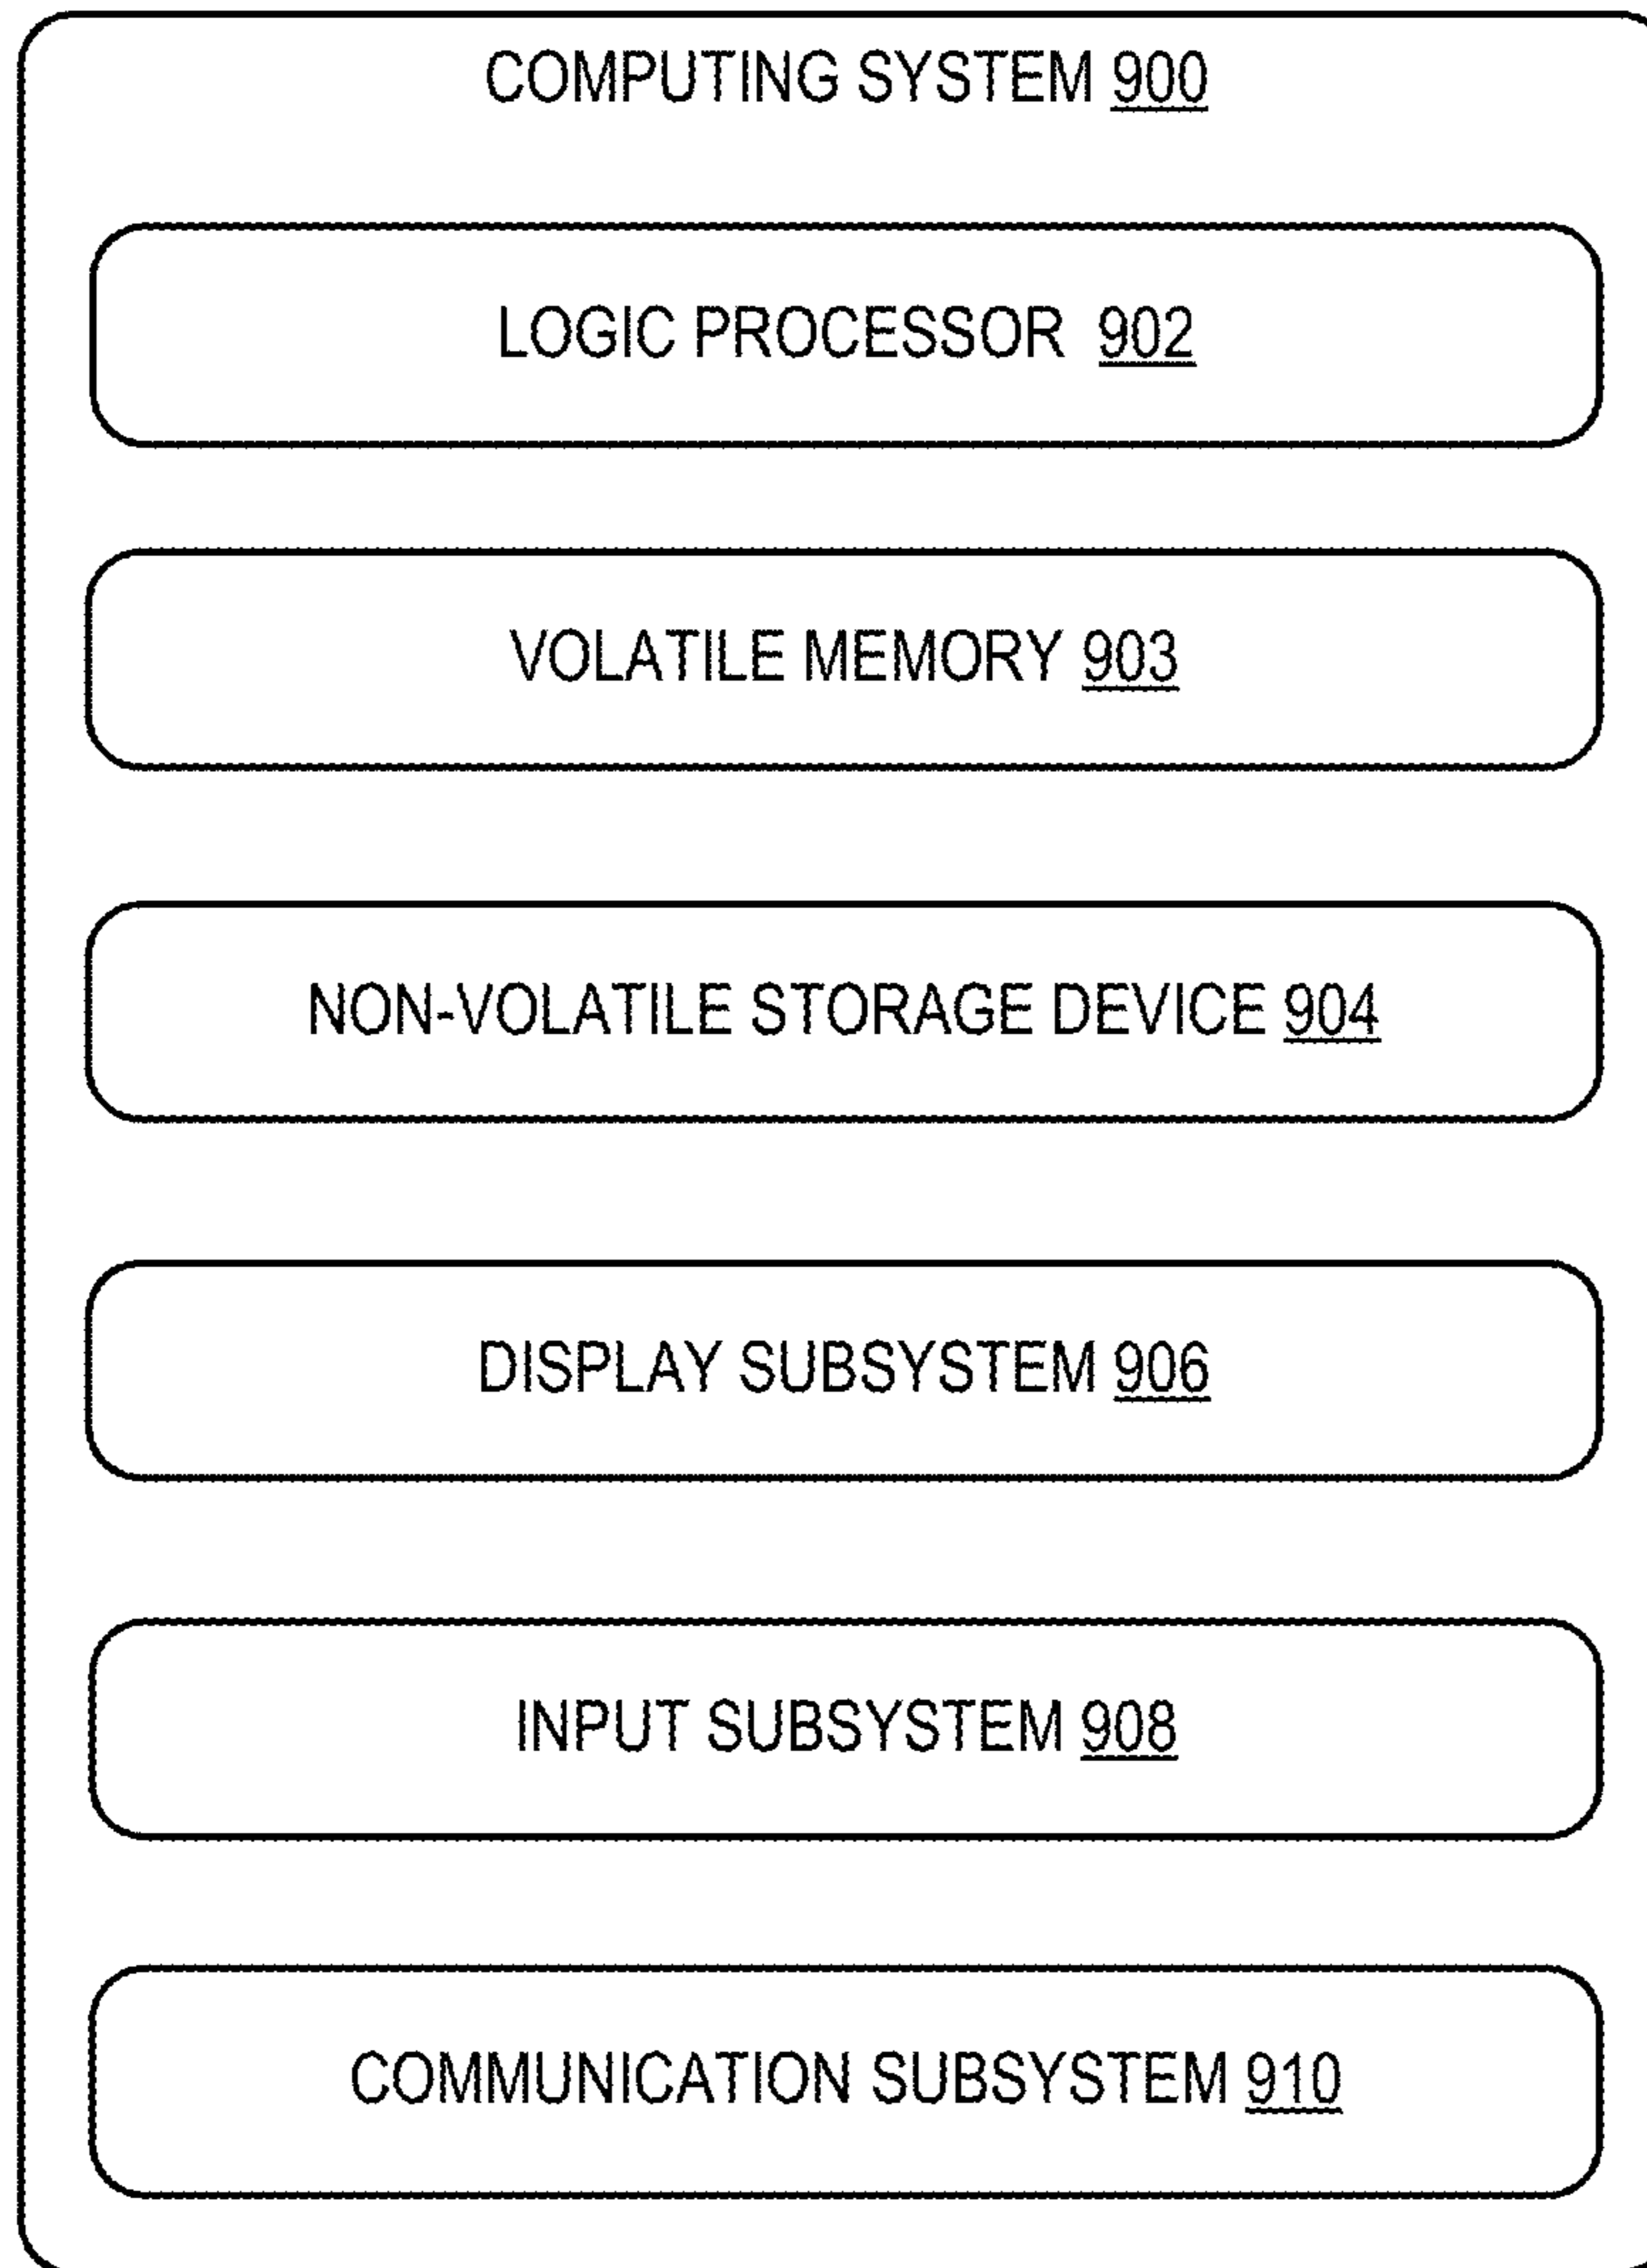 COMPUTING SYSTEM 900
LOGIC PROCESSOR 902
VOLATILE MEMORY 903
NON-VOLATILE STORAGE DEVICE 904
DISPLAY SUBSYSTEM 906
INPUT SUBSYSTEM 908
COMMUNICATION SUBSYSTEM 910